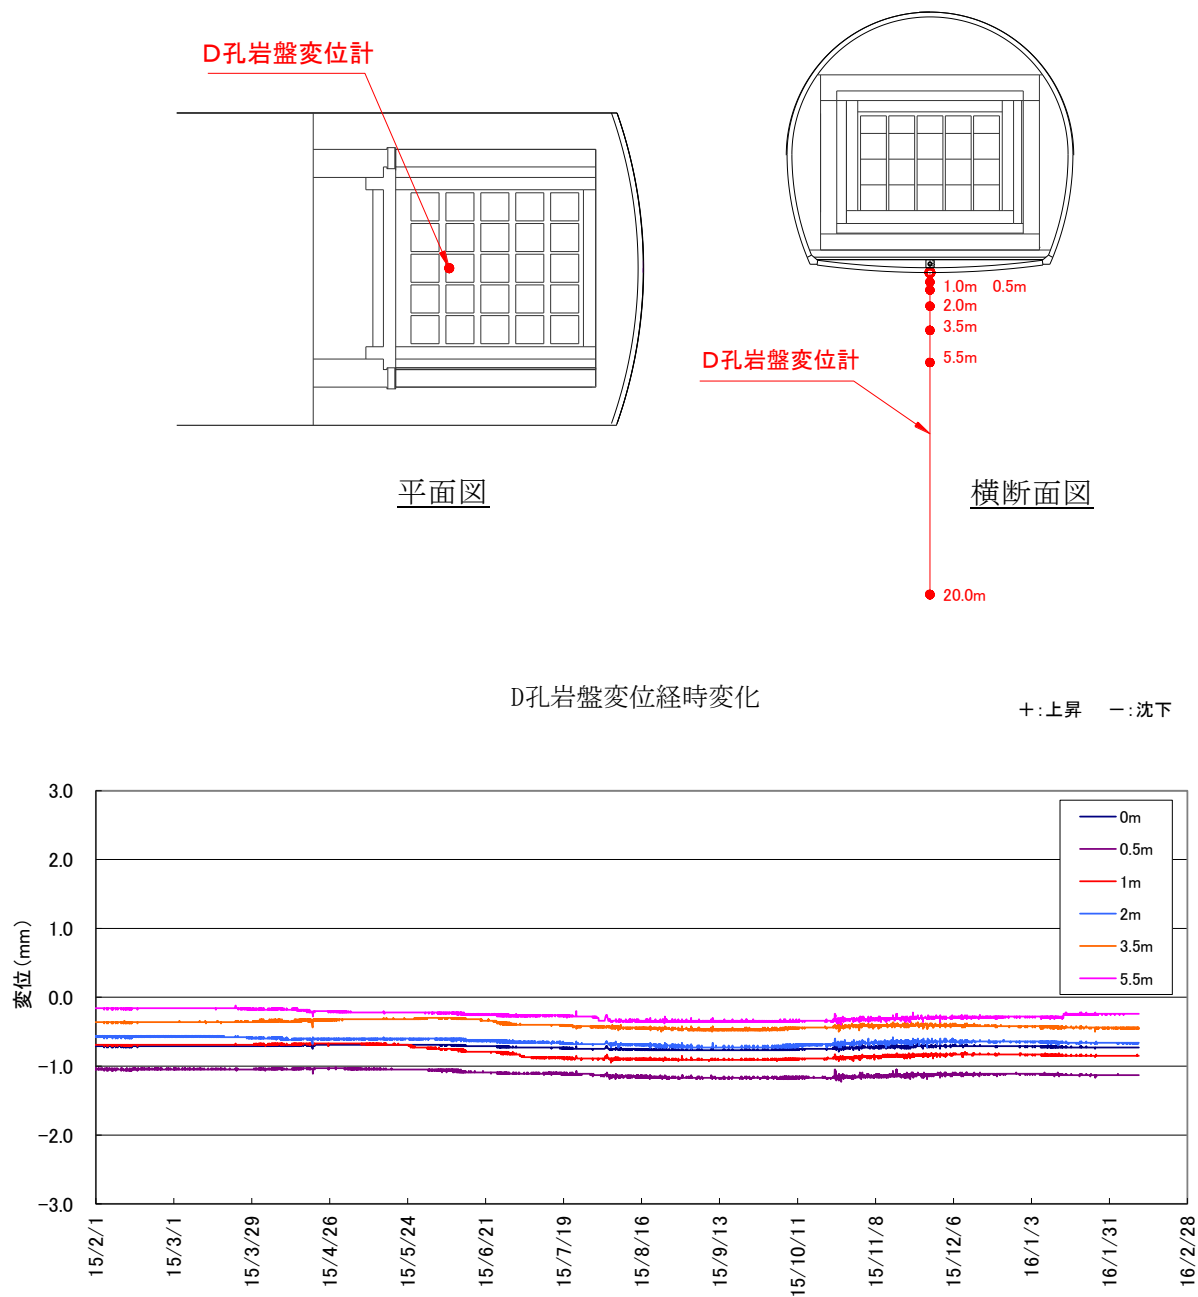 D孔岩盤変位計
1.0m 0.5m
2.0m
3.5m
5.5m
D孔岩盤変位計
20.0m
平面図
横断面図
D孔岩盤変位経時変化
＋:上昇 −:沈下
3.0
2.0
1.0
0.0
-1.0
-2.0
-3.0
変位(mm)
0m
0.5m
1m
2m
3.5m
5.5m
15/2/1
15/3/1
15/3/29
15/4/26
15/5/24
15/6/21
15/7/19
15/8/16
15/9/13
15/10/11
15/11/8
15/12/6
16/1/3
16/1/31
16/2/28